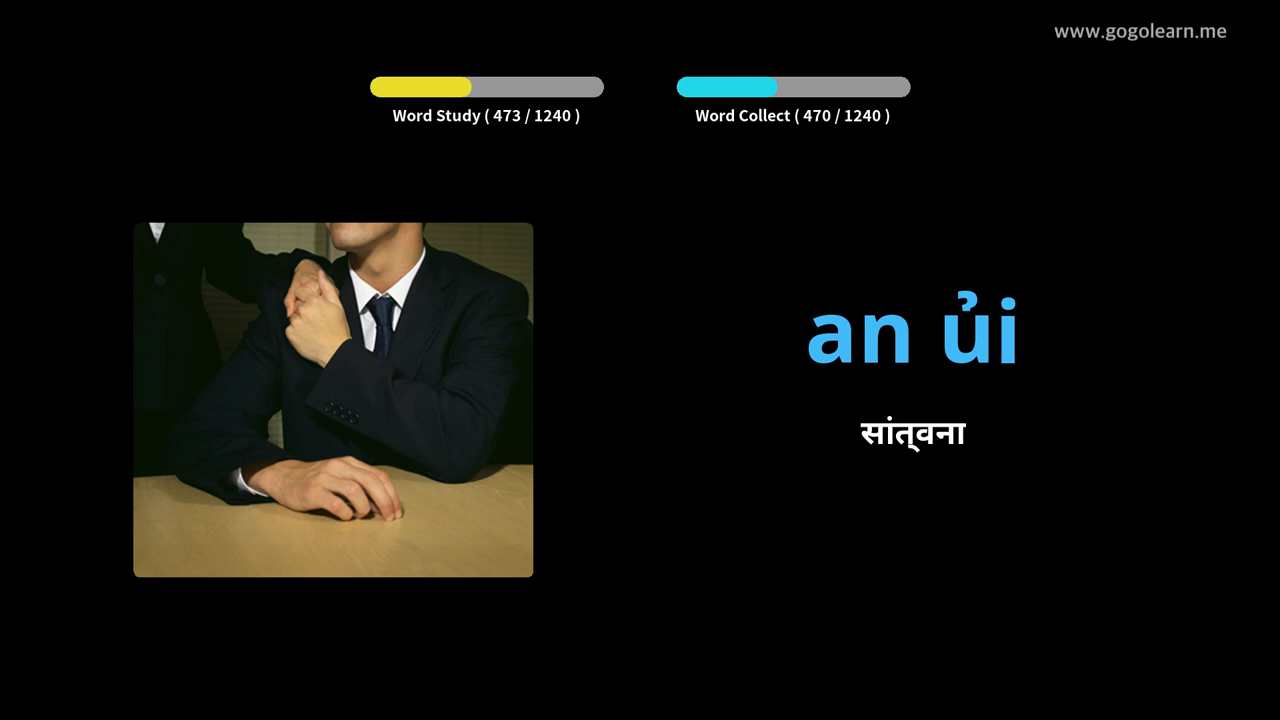 www.gogolearn.me
Word Study ( 473 / 1240 )
Word Collect ( 470 / 1240 )
an ủi
सांत्वना